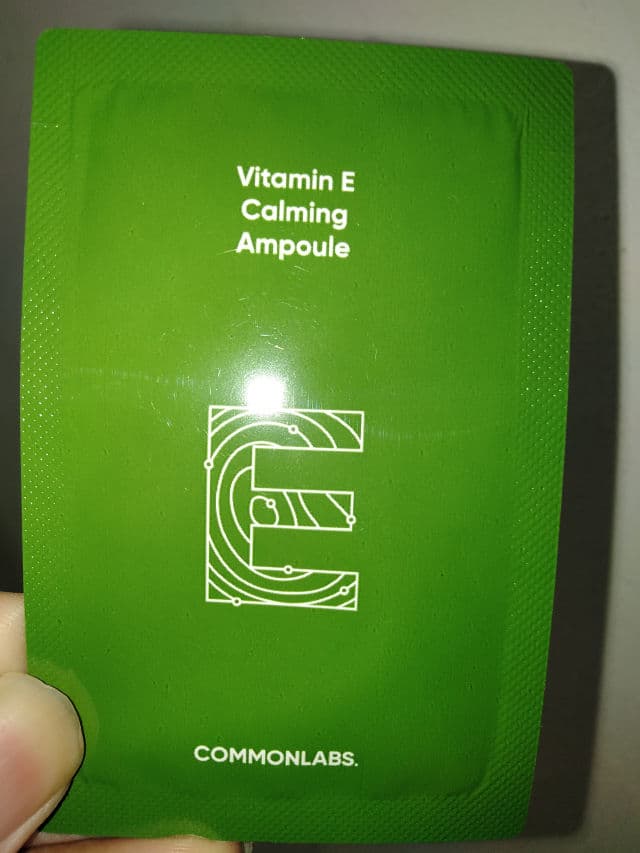 Vitamin E
Calming
Ampoule
E
COMMONLABS.